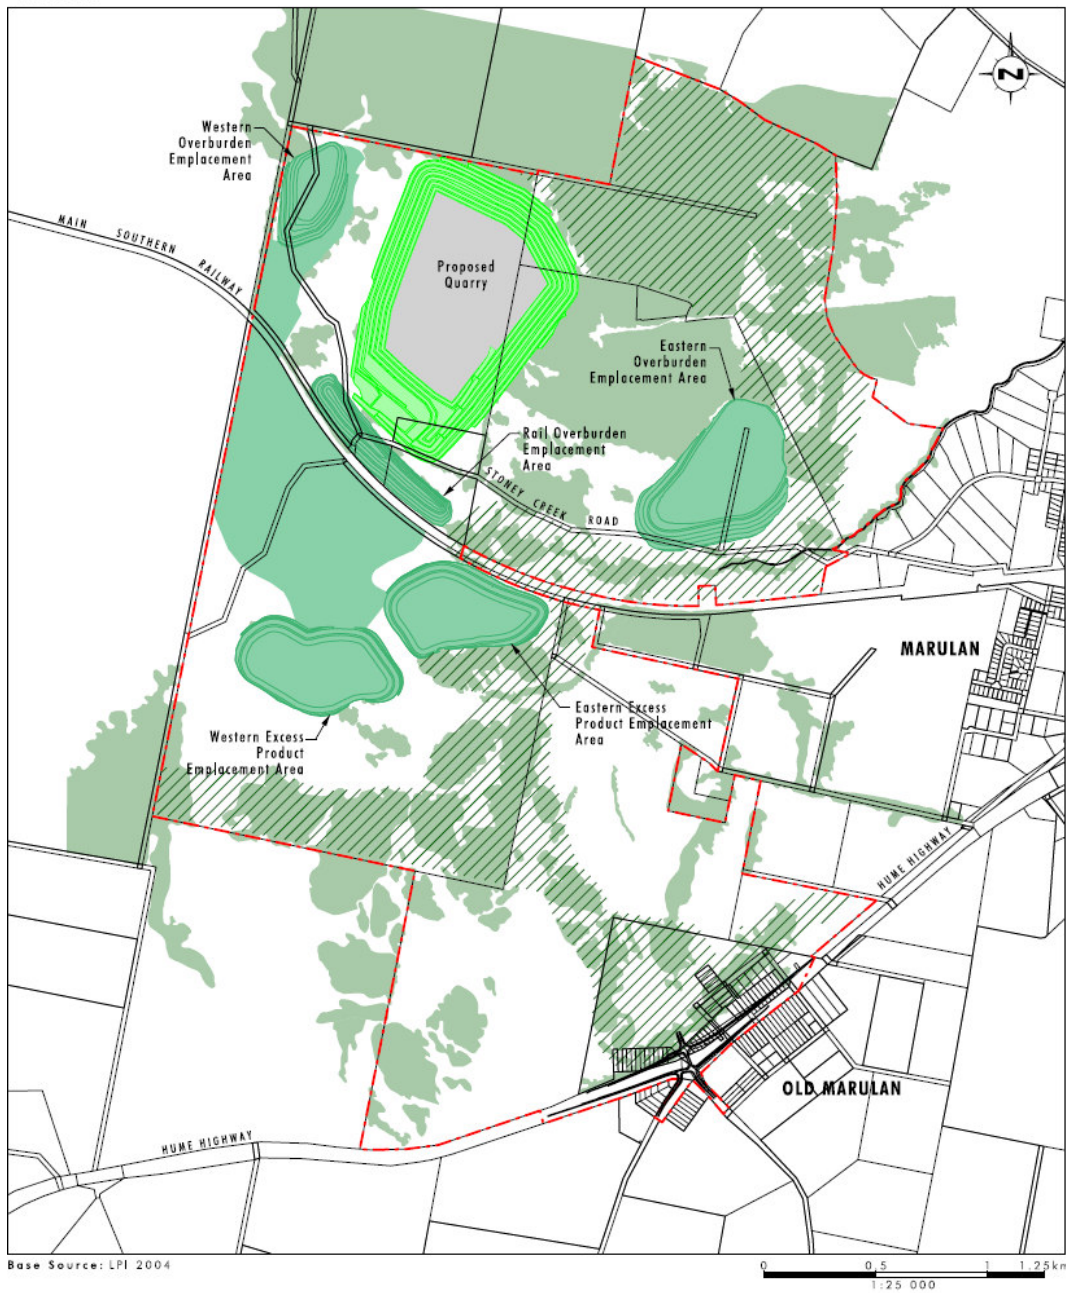 N
Western
Overburden
Emplacement
Area
MAIN SOUTHERN RAILWAY
Proposed
Quarry
Eastern
Overburden
Emplacement Area
Rail Overburden
Emplacement
Area
STONEY CREEK ROAD
MARULAN
Eastern Excess
Product Emplacement
Area
Western Excess
Product
Emplacement Area
HUME HIGHWAY
OLD MARULAN
HUME HIGHWAY
Base Source: LPI 2004
0 0,5 1 1.25km
1:25 000